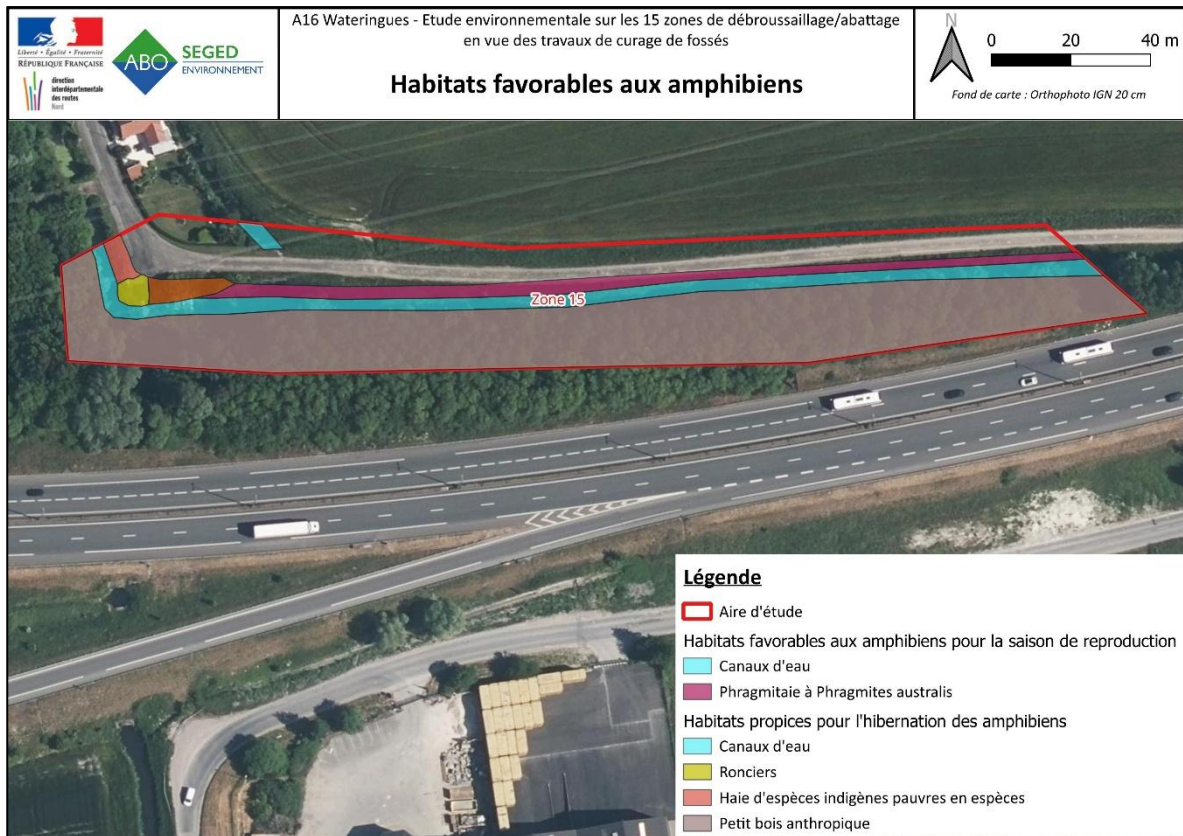 Liberté • Égalité • Fraternité
RÉPUBLIQUE FRANÇAISE
direction
interdépartementale
des routes
Nord
ABO
SEGED
ENVIRONNEMENT
A16 Wateringues - Etude environnementale sur les 15 zones de débroussaillage/abattage
en vue des travaux de curage de fossés
Habitats favorables aux amphibiens
N
0 20 40 m
Fond de carte : Orthophoto IGN 20 cm
Zone 15
Légende
Aire d'étude
Habitats favorables aux amphibiens pour la saison de reproduction
Canaux d'eau
Phragmitaie à Phragmites australis
Habitats propices pour l'hibernation des amphibiens
Canaux d'eau
Ronciers
Haie d'espèces indigènes pauvres en espèces
Petit bois anthropique